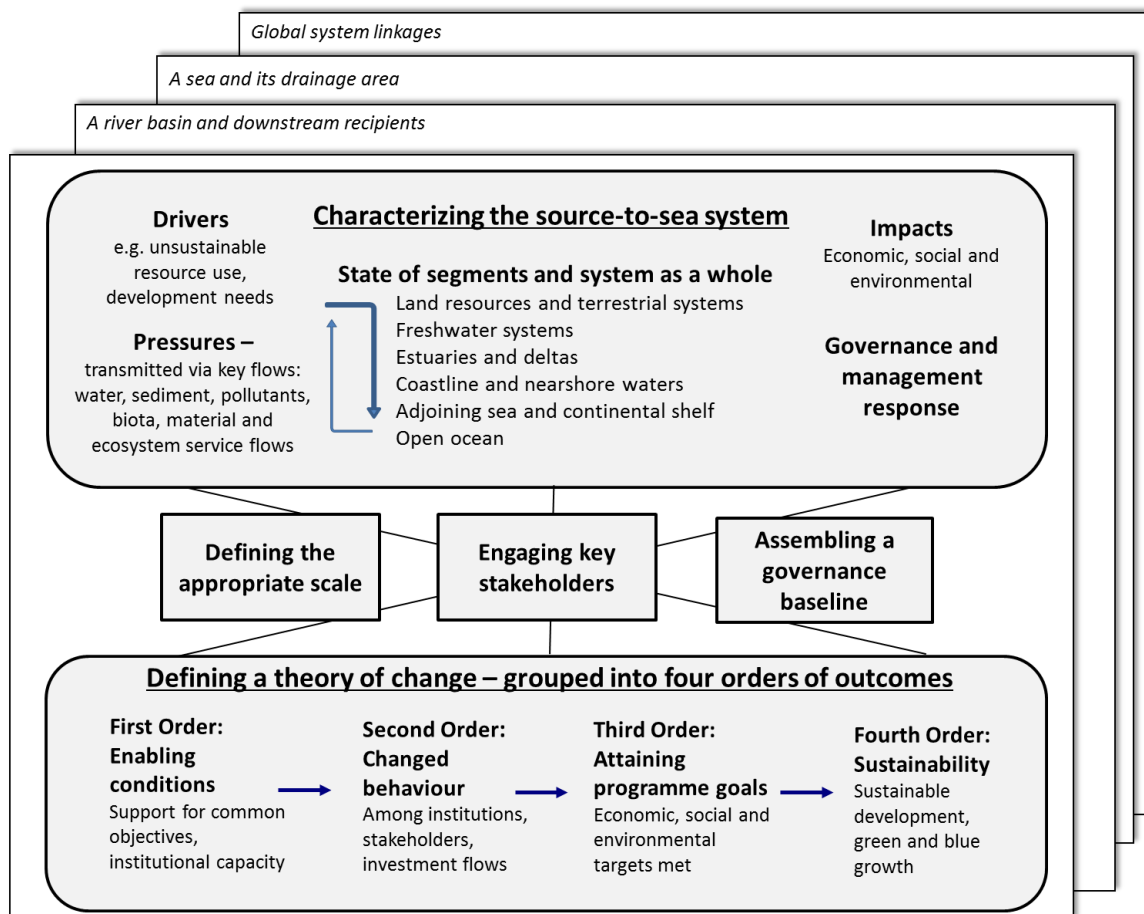 Global system linkages
A sea and its drainage area
A river basin and downstream recipients
Characterizing the source-to-sea system
Drivers
e.g. unsustainable
resource use,
development needs
Pressures –
transmitted via key flows:
water, sediment, pollutants,
biota, material and
ecosystem service flows
State of segments and system as a whole
Land resources and terrestrial systems
Freshwater systems
Estuaries and deltas
Coastline and nearshore waters
Adjoining sea and continental shelf
Open ocean
Impacts
Economic, social and
environmental
Governance and
management
response
Defining the
appropriate scale
Engaging key
stakeholders
Assembling a
governance
baseline
Defining a theory of change – grouped into four orders of outcomes
First Order:
Enabling
conditions
Support for common
objectives,
institutional capacity
Second Order:
Changed
behaviour
Among institutions,
stakeholders,
investment flows
Third Order:
Attaining
programme goals
Economic, social and
environmental
targets met
Fourth Order:
Sustainability
Sustainable
development,
green and blue
growth